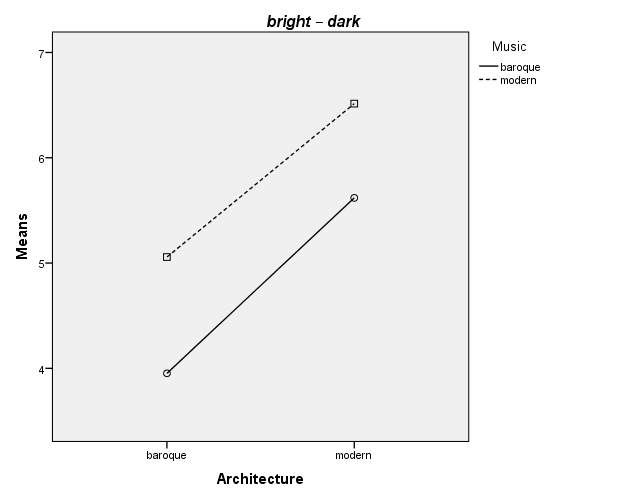 bright – dark
Music
baroque
modern
7
6
5
4
Means
baroque
modern
Architecture